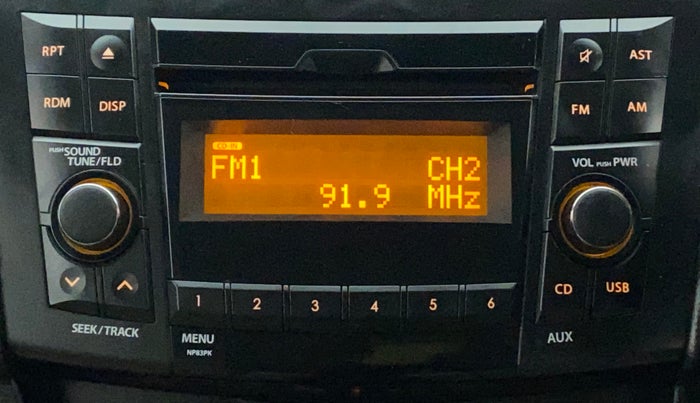 RPT
AST
RDM DISP
FM AM
CD-IN
FM1 CH2
91.9 MHz
PUSH SOUND
TUNE/FLD
VOL PUSH PWR
1 2 3 4 5 6
CD USB
SEEK/TRACK
MENU
NP83PK
AUX